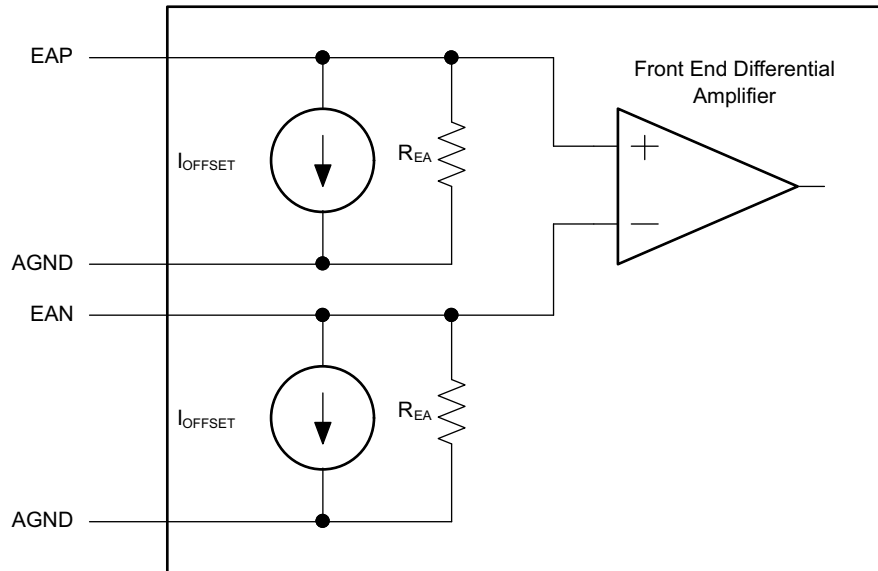 EAP
Front End Differential
Amplifier
IOFFSET
REA
+
−
AGND
EAN
IOFFSET
REA
AGND